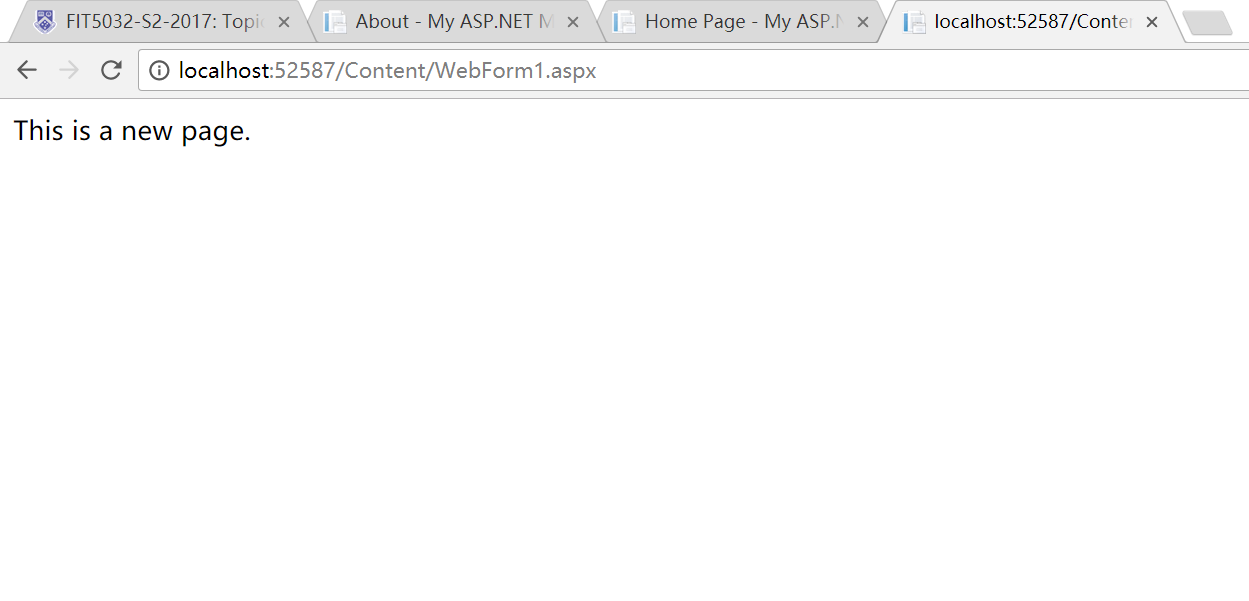 FIT5032-S2-2017: Topi
About - My ASP.NET M
Home Page - My ASP.N
localhost:52587/Conten
localhost:52587/Content/WebForm1.aspx
This is a new page.